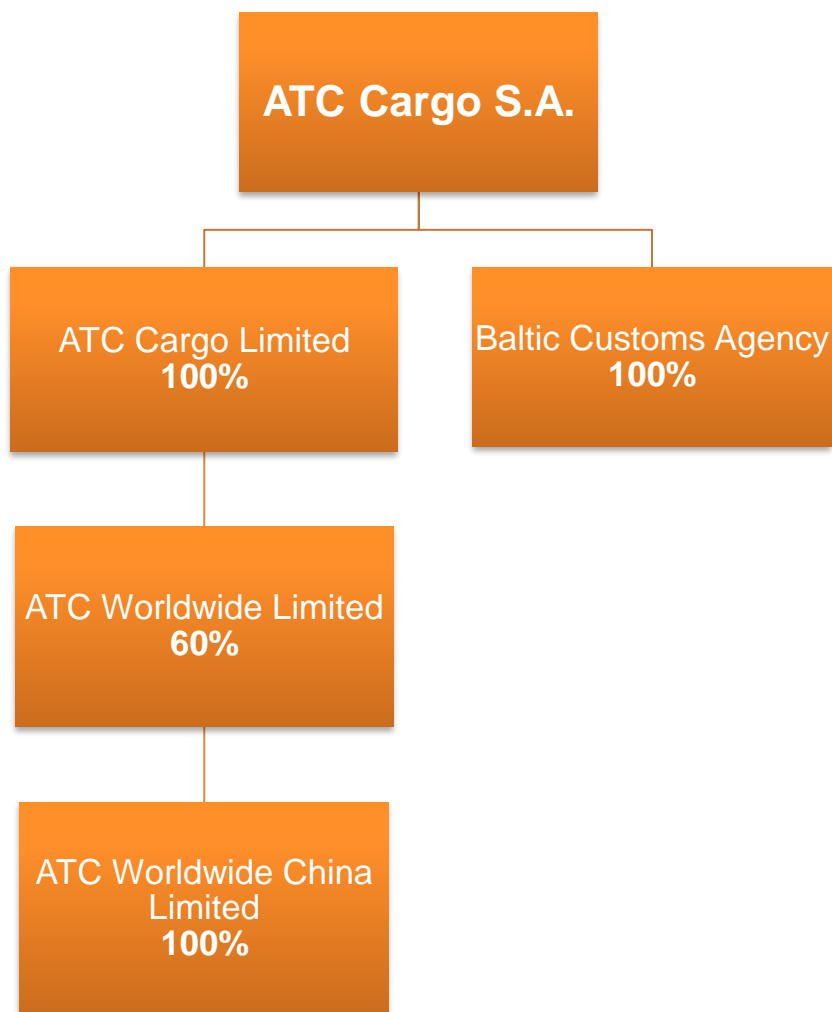 ATC Cargo S.A.
ATC Cargo Limited
100%
Baltic Customs Agency
100%
ATC Worldwide Limited
60%
ATC Worldwide China
Limited
100%